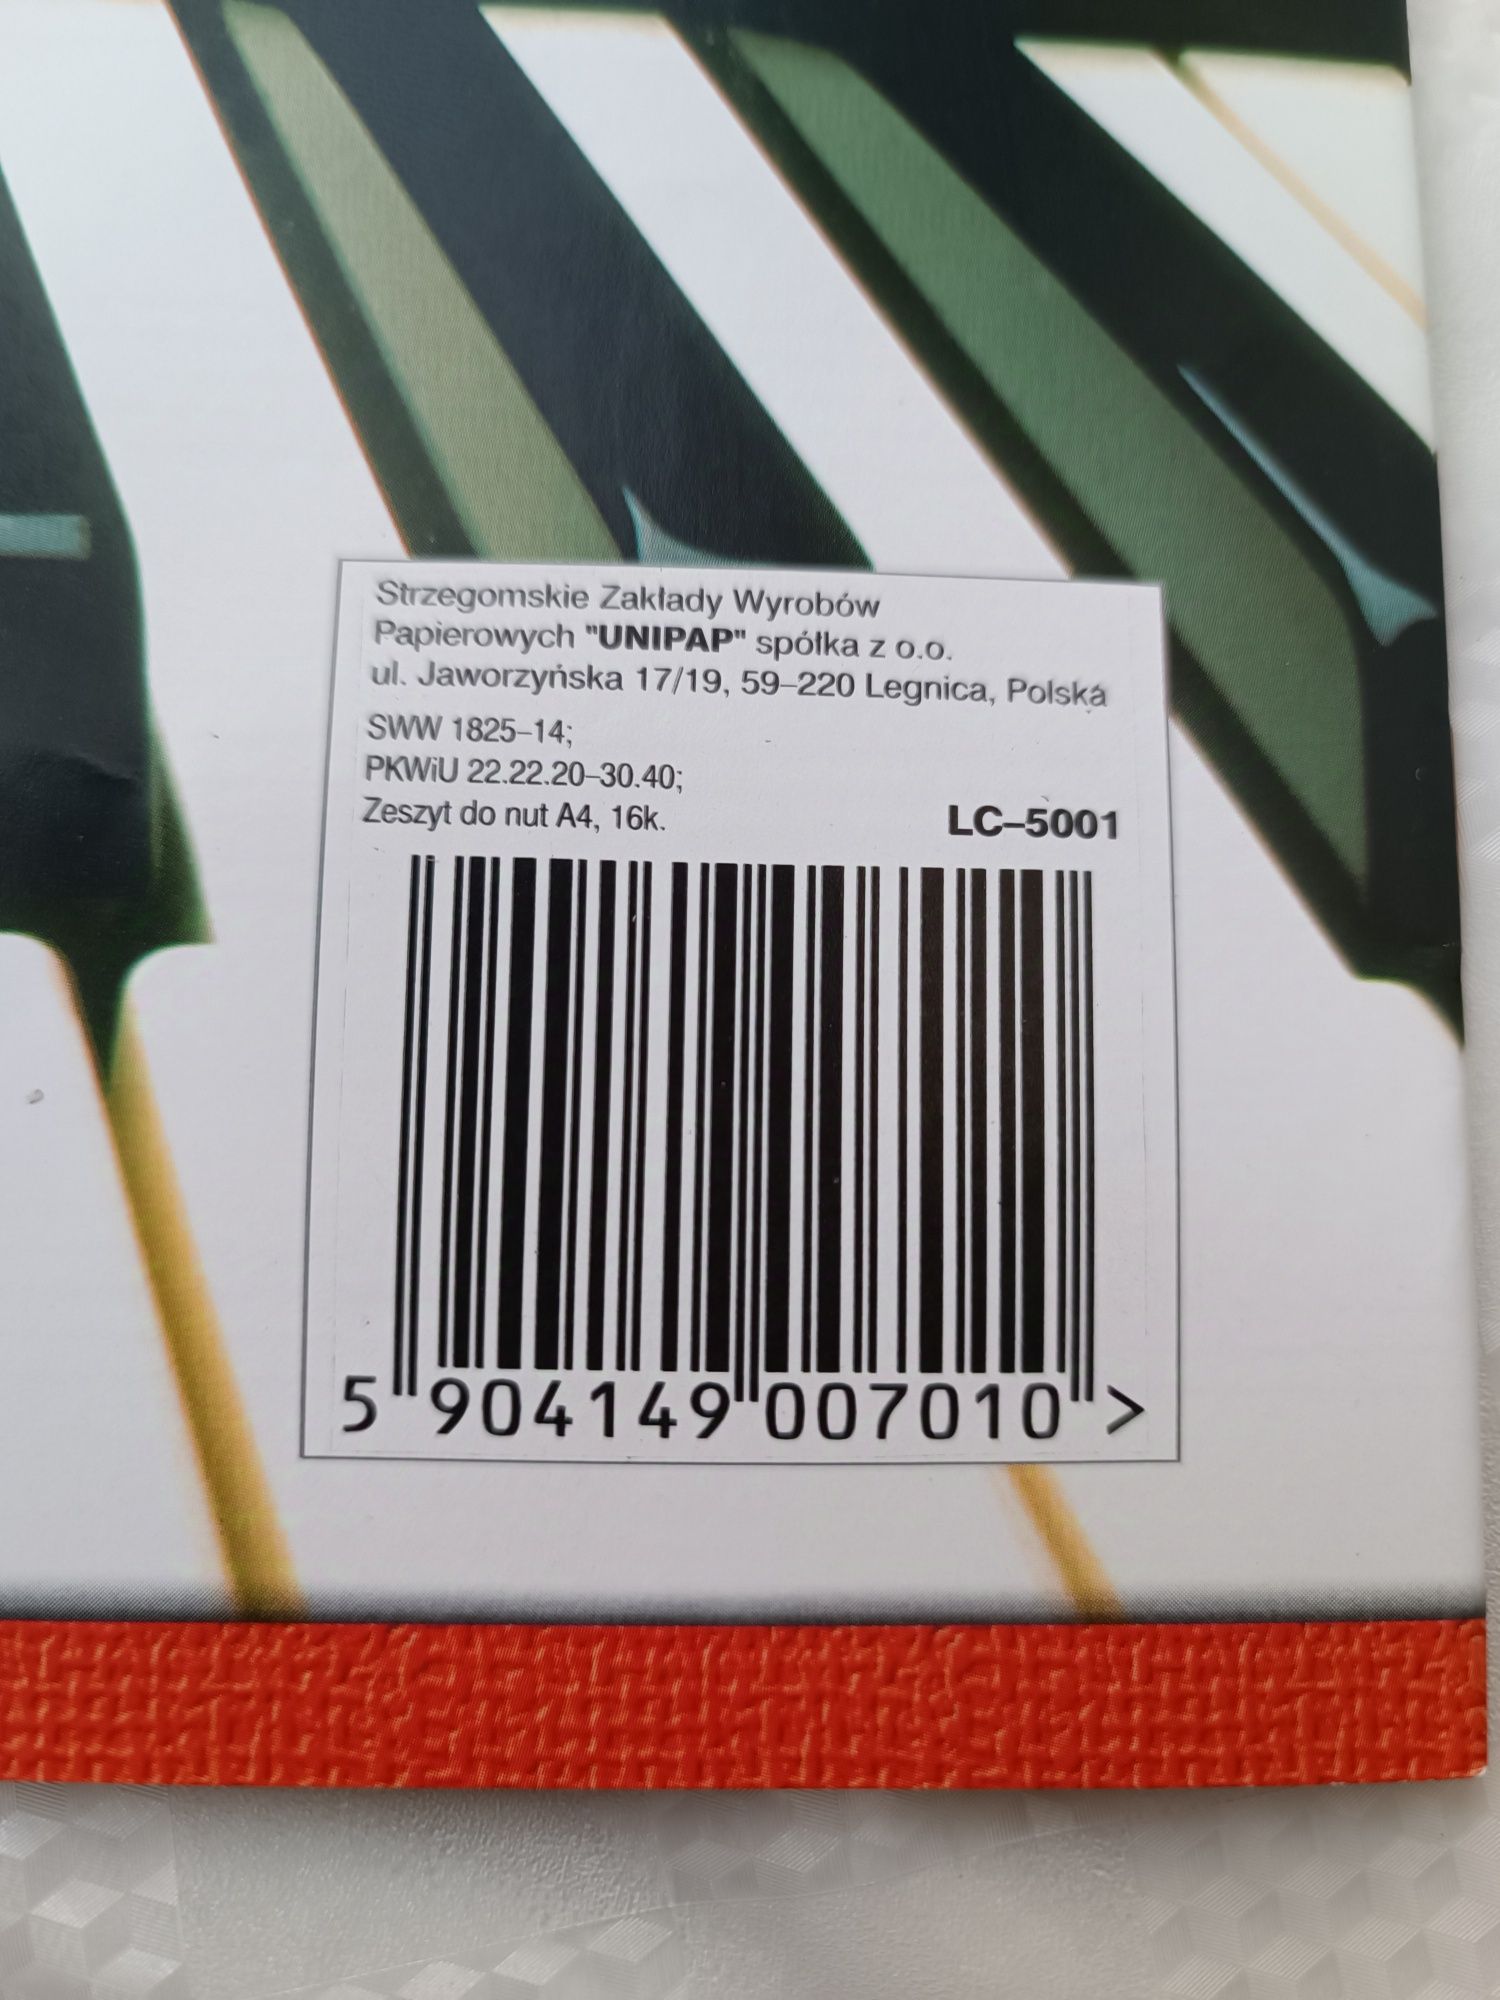 Strzegomskie Zakłady Wyrobów
Papierowych "UNIPAP" spółka z o.o.
ul. Jaworzyńska 17/19, 59–220 Legnica, Polska
SWW 1825–14;
PKWiU 22.22.20–30.40;
Zeszyt do nut A4, 16k. LC–5001
5 904149 007010 >